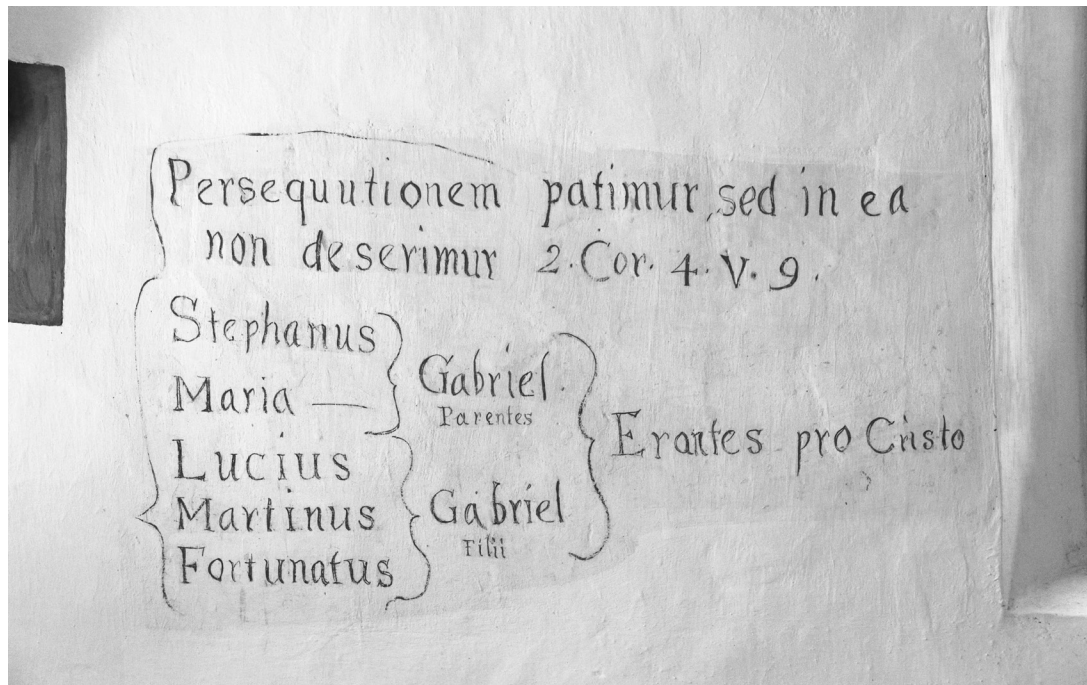 Persequutionem patimur, sed in ea
non deserimur 2. Cor. 4. V. 9.
Stephanus
Maria —
Gabriel
Parentes
Lucius
Martinus
Fortunatus
Gabriel
Filii
Erantes pro Cristo